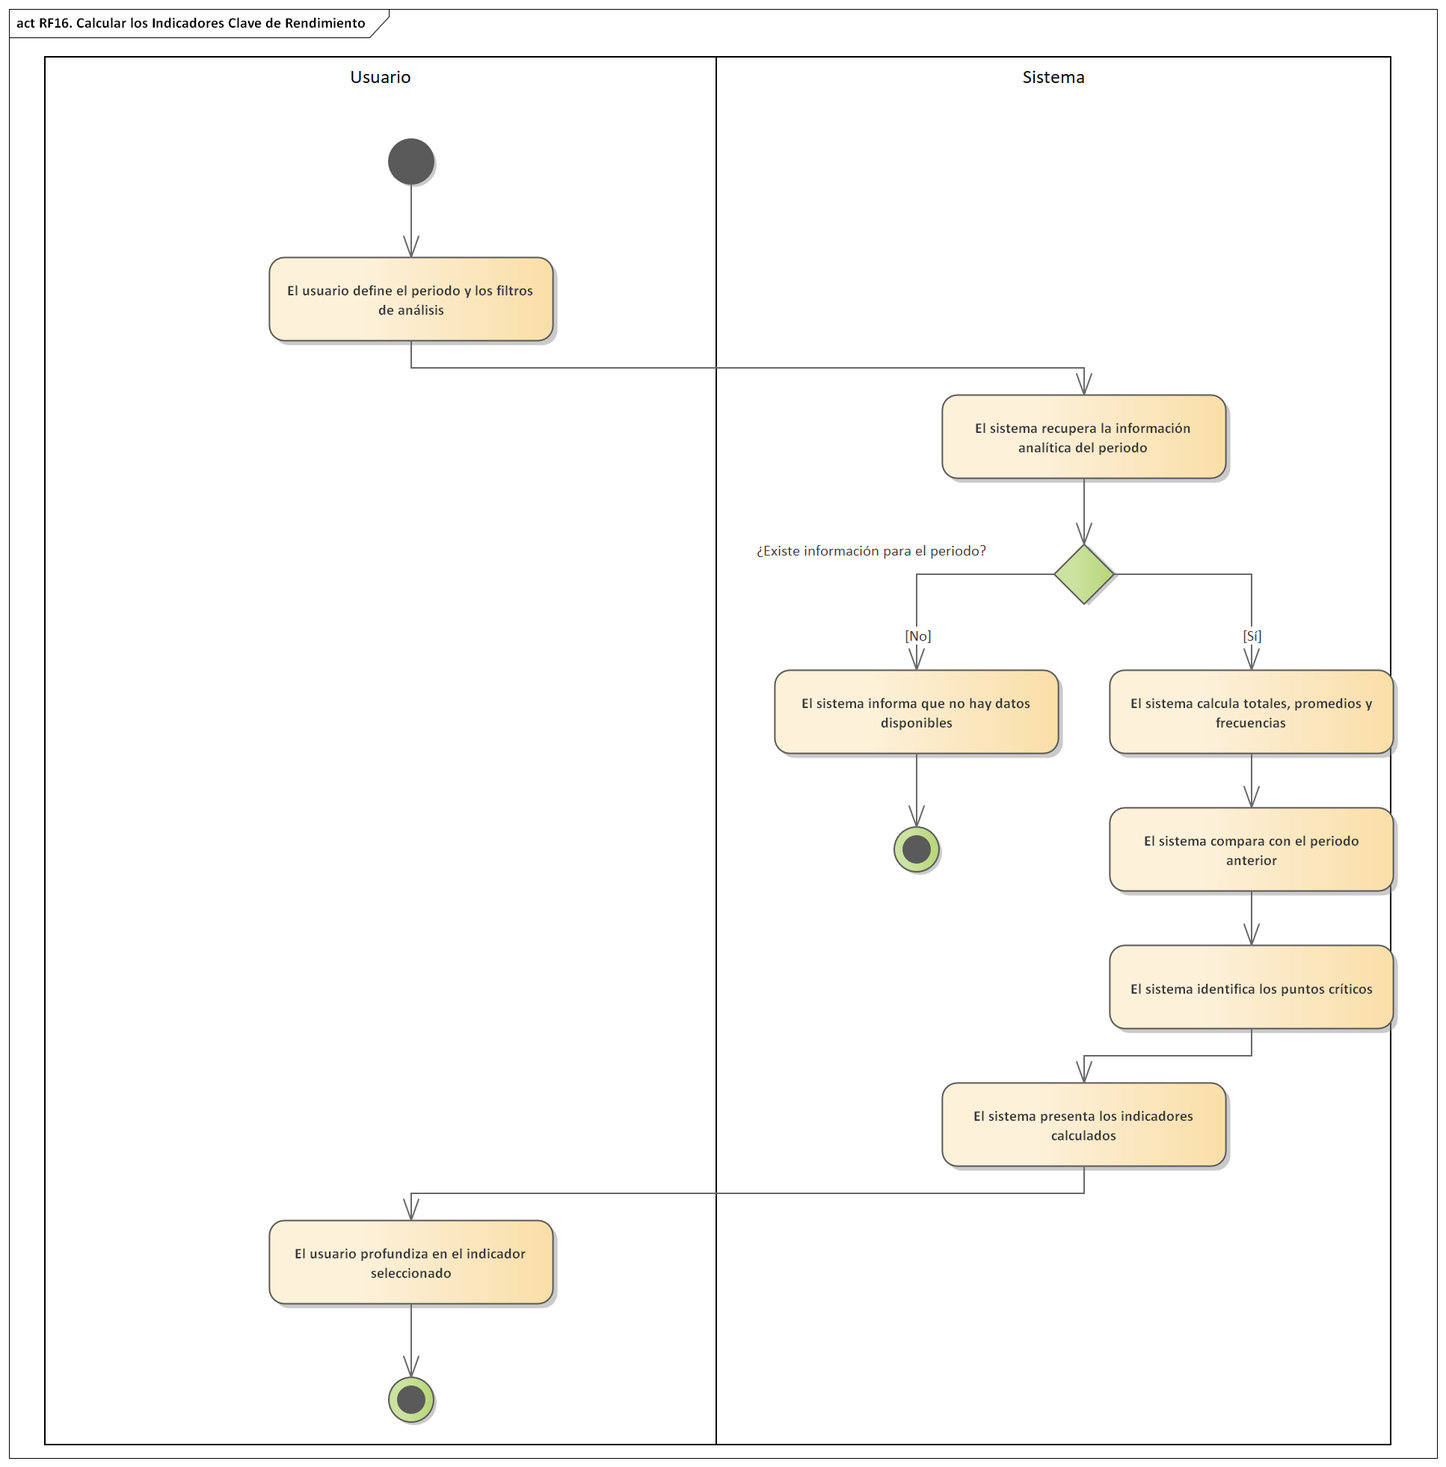 act RF16. Calcular los Indicadores Clave de Rendimiento
Usuario
Sistema
El usuario define el periodo y los filtros
de análisis
El sistema recupera la información
analítica del periodo
¿Existe información para el periodo?
[No]
[Sí]
El sistema informa que no hay datos
disponibles
El sistema calcula totales, promedios y
frecuencias
El sistema compara con el periodo
anterior
El sistema identifica los puntos críticos
El sistema presenta los indicadores
calculados
El usuario profundiza en el indicador
seleccionado